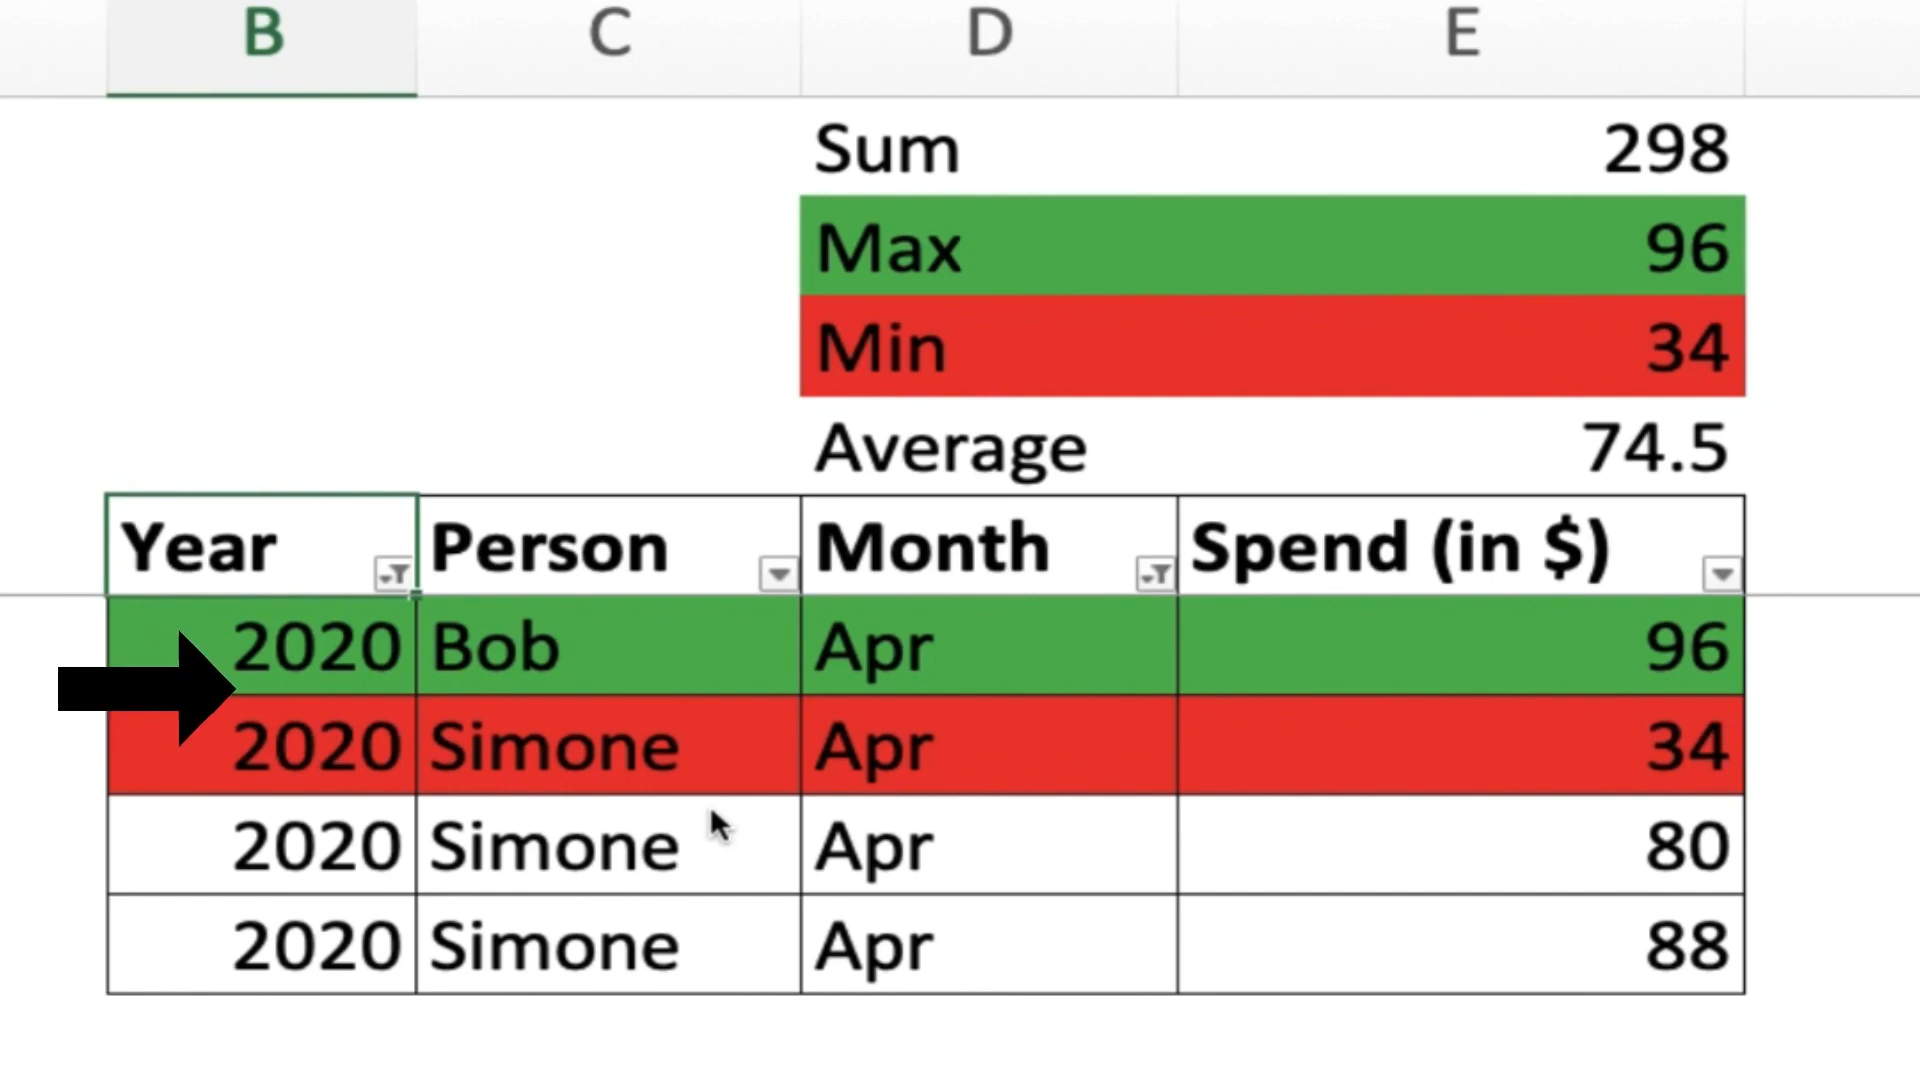 B C D E
Sum 298
Max 96
Min 34
Average 74.5
Year Person Month Spend (in $)
2020 Bob Apr 96
2020 Simone Apr 34
2020 Simone Apr 80
2020 Simone Apr 88